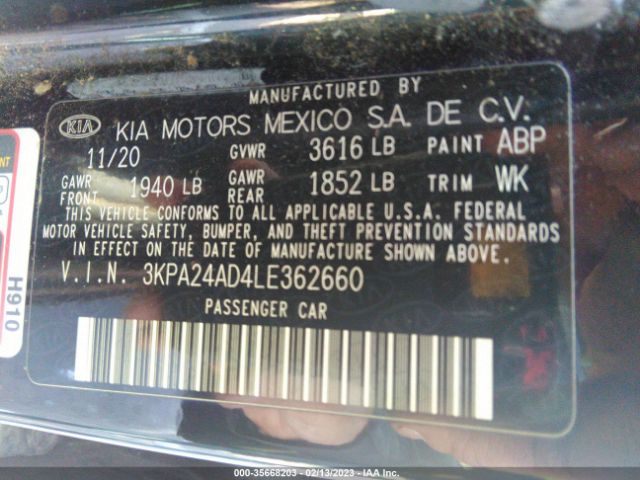 MANUFACTURED BY
KIA KIA MOTORS MEXICO S.A. DE C.V.
11/20 GVWR 3616 LB PAINT ABP
GAWR FRONT 1940 LB GAWR REAR 1852 LB TRIM WK
THIS VEHICLE CONFORMS TO ALL APPLICABLE U.S.A. FEDERAL
MOTOR VEHICLE SAFETY, BUMPER, AND THEFT PREVENTION STANDARDS
IN EFFECT ON THE DATE OF MANUFACTURE SHOWN ABOVE.
V.I.N. 3KPA24AD4LE362660
PASSENGER CAR
H910
000-35668203 - 02/13/2023 - IAA Inc.